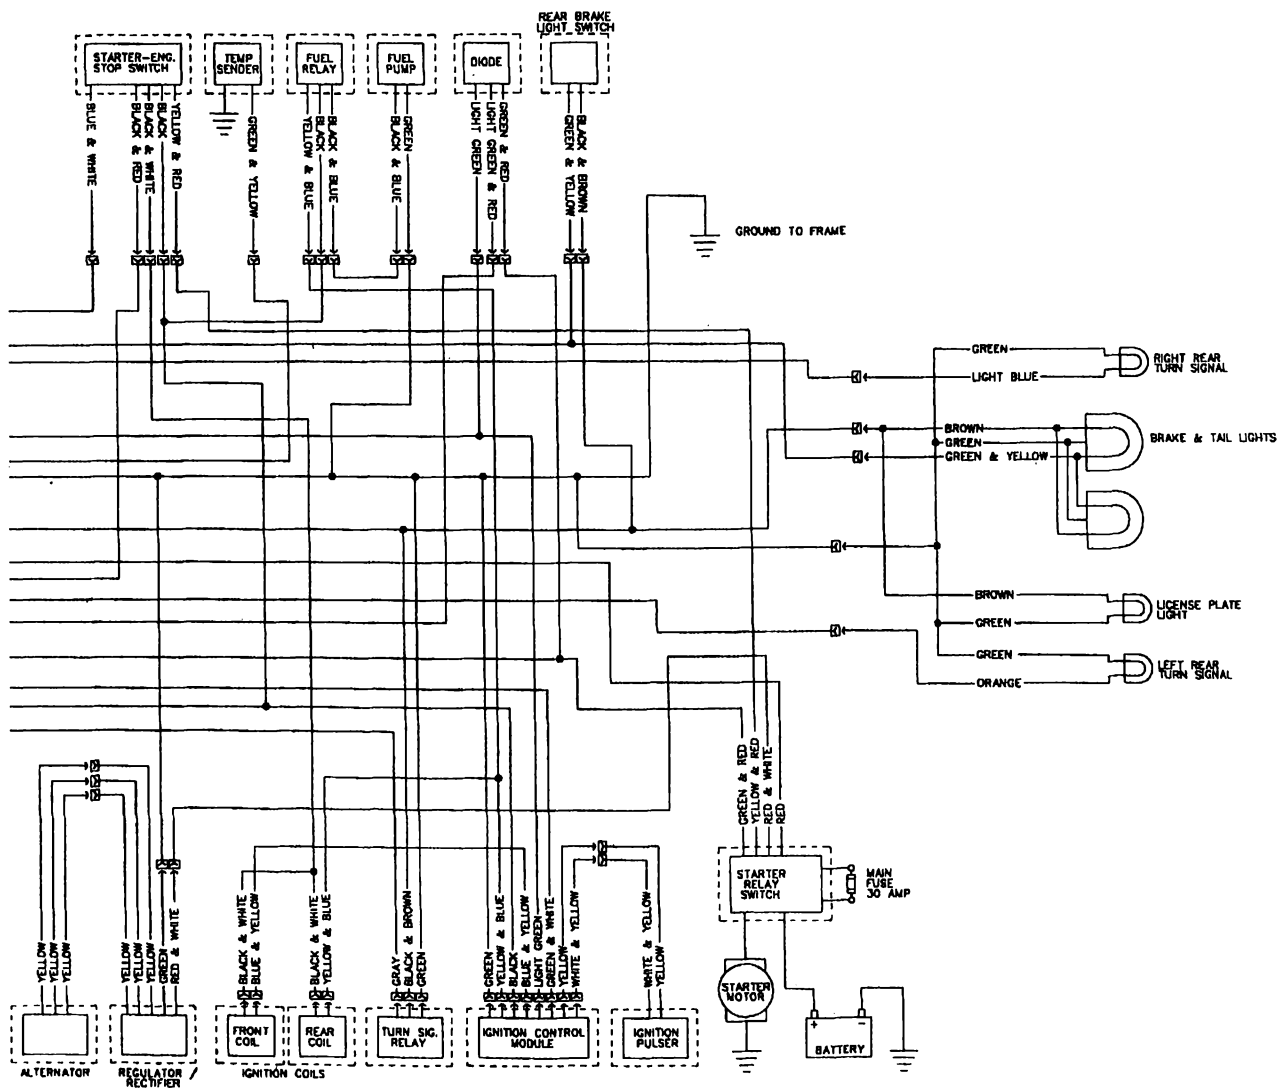 REAR BRAKE
LIGHT SWITCH
STARTER-ENG.
STOP SWITCH
TEMP
SENDER
FUEL
RELAY
FUEL
PUMP
DIODE
BLUE & WHITE
BLACK & RED
BLACK & WHITE
BLACK
YELLOW & RED
GREEN & YELLOW
YELLOW & BLUE
BLACK
BLACK & BLUE
BLACK & BLUE
GREEN
LIGHT GREEN
LIGHT GREEN & RED
GREEN & RED
GREEN & YELLOW
BLACK & BROWN
GROUND TO FRAME
GREEN
LIGHT BLUE
RIGHT REAR
TURN SIGNAL
BROWN
GREEN
GREEN & YELLOW
BRAKE & TAIL LIGHTS
BROWN
GREEN
LICENSE PLATE
LIGHT
GREEN
ORANGE
LEFT REAR
TURN SIGNAL
GREEN & RED
YELLOW & RED
RED & WHITE
RED
STARTER
RELAY
SWITCH
MAIN
FUSE
30 AMP
YELLOW
YELLOW
YELLOW
YELLOW
YELLOW
YELLOW
GREEN
RED & WHITE
BLACK & WHITE
BLUE & YELLOW
BLACK & WHITE
YELLOW & BLUE
GRAY
BLACK & BROWN
GREEN
GREEN
YELLOW & BLUE
BLACK
BLUE & YELLOW
LIGHT GREEN
GREEN & WHITE
YELLOW
WHITE & YELLOW
WHITE & YELLOW
YELLOW
STARTER
MOTOR
FRONT
COIL
REAR
COIL
TURN SIG.
RELAY
IGNITION CONTROL
MODULE
IGNITION
PULSER
+ −
BATTERY
ALTERNATOR
REGULATOR/
RECTIFIER
IGNITION COILS